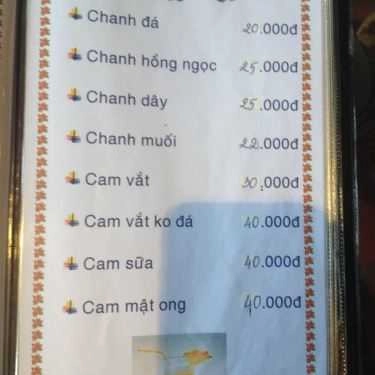 Chanh đá 20.000đ
Chanh hồng ngọc 25.000đ
Chanh dây 25.000đ
Chanh muối 22.000đ
Cam vắt 30.000đ
Cam vắt ko đá 40.000đ
Cam sữa 40.000đ
Cam mật ong 40.000đ